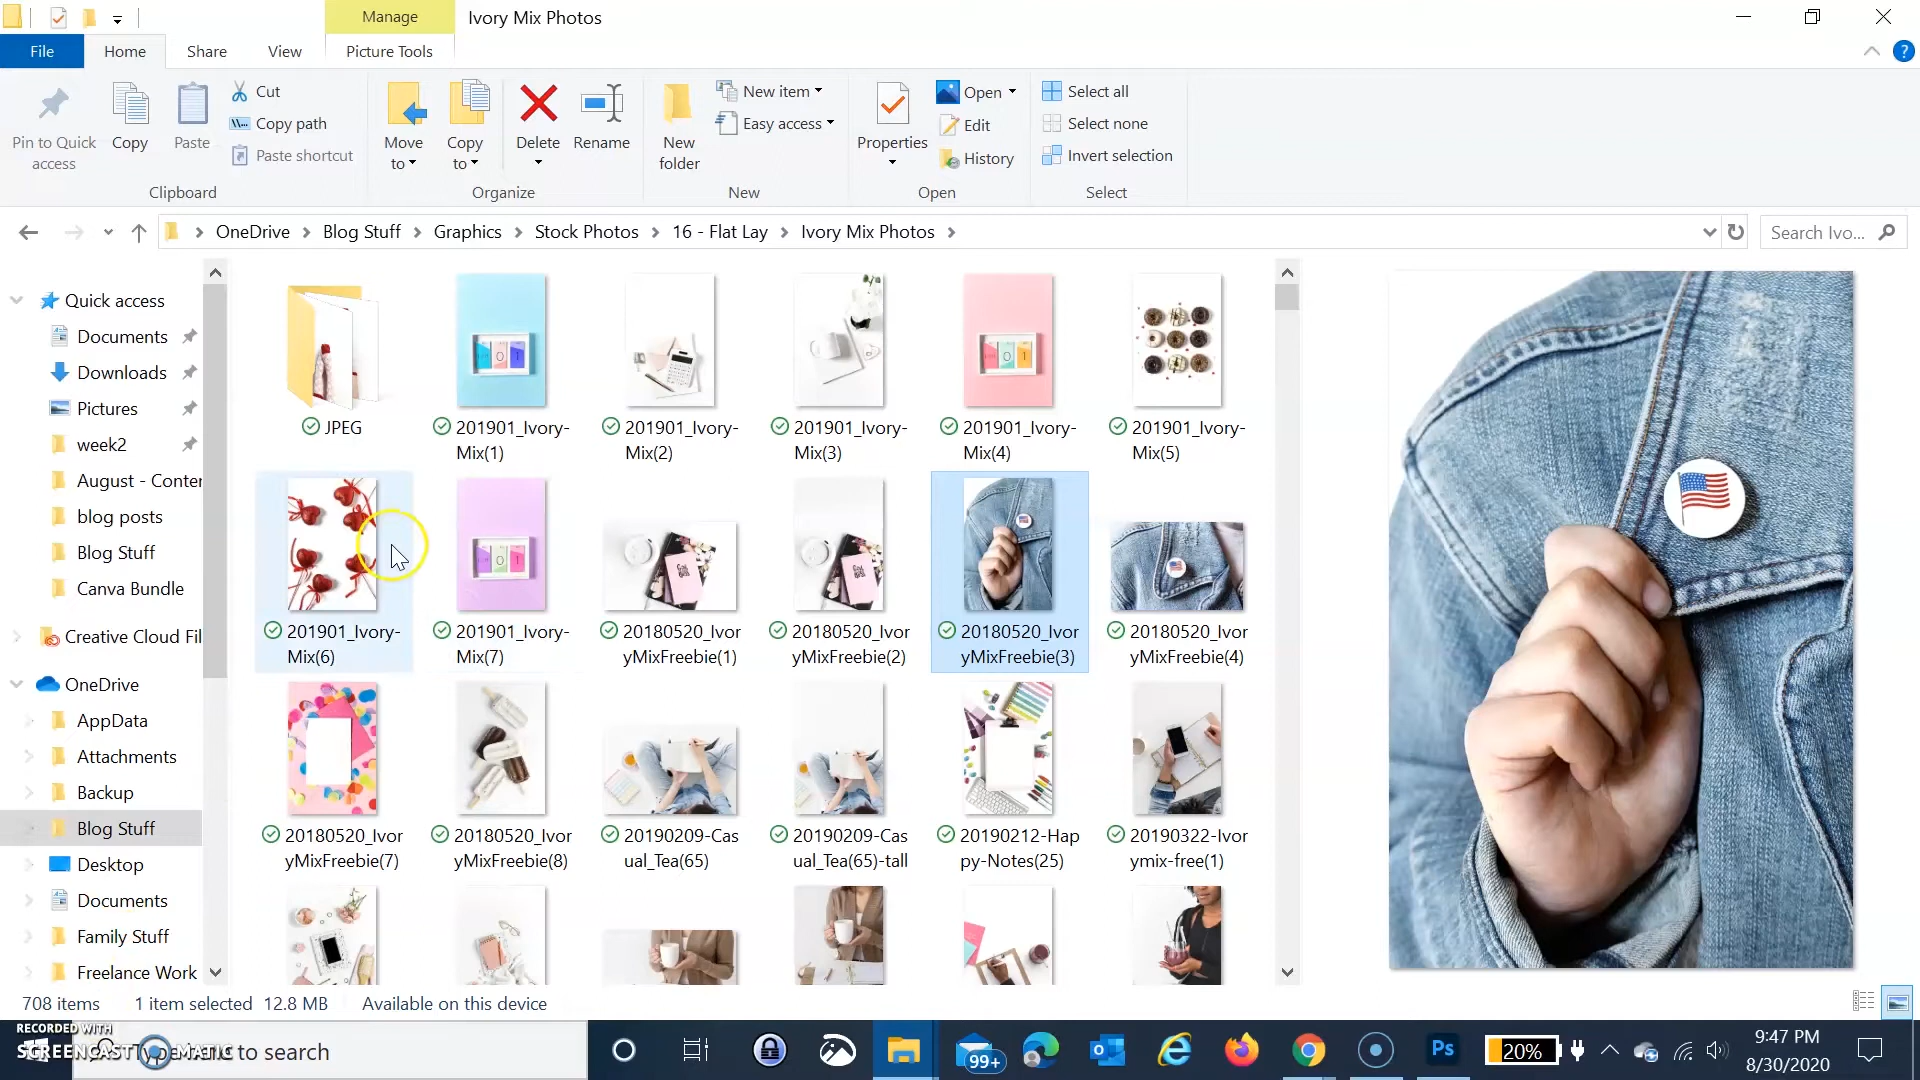 Manage
Ivory Mix Photos
File
Home
Share
View
Picture Tools
Pin to Quick
access
Copy
Paste
Cut
Copy path
Paste shortcut
Clipboard
Move
to
Copy
to
Delete
Rename
Organize
New
folder
New item
Easy access
New
Properties
Open
Edit
History
Open
Select all
Select none
Invert selection
Select
OneDrive
Blog Stuff
Graphics
Stock Photos
16 - Flat Lay
Ivory Mix Photos
Search Ivo...
Quick access
Documents
Downloads
Pictures
week2
August - Conter
blog posts
Blog Stuff
Canva Bundle
Creative Cloud Fil
OneDrive
AppData
Attachments
Backup
Blog Stuff
Desktop
Documents
Family Stuff
Freelance Work
JPEG
201901_Ivory-
Mix(1)
201901_Ivory-
Mix(2)
201901_Ivory-
Mix(3)
201901_Ivory-
Mix(4)
201901_Ivory-
Mix(5)
201901_Ivory-
Mix(6)
201901_Ivory-
Mix(7)
20180520_Ivor
yMixFreebie(1)
20180520_Ivor
yMixFreebie(2)
20180520_Ivor
yMixFreebie(3)
20180520_Ivor
yMixFreebie(4)
20180520_Ivor
yMixFreebie(7)
20180520_Ivor
yMixFreebie(8)
20190209-Cas
ual_Tea(65)
20190209-Cas
ual_Tea(65)-tall
20190212-Hap
py-Notes(25)
20190322-Ivor
ymix-free(1)
708 items
1 item selected
12.8 MB
Available on this device
RECORDED WITH
SCREENCAST MATIC
Type here to search
99+
Ps
20%
9:47 PM
8/30/2020